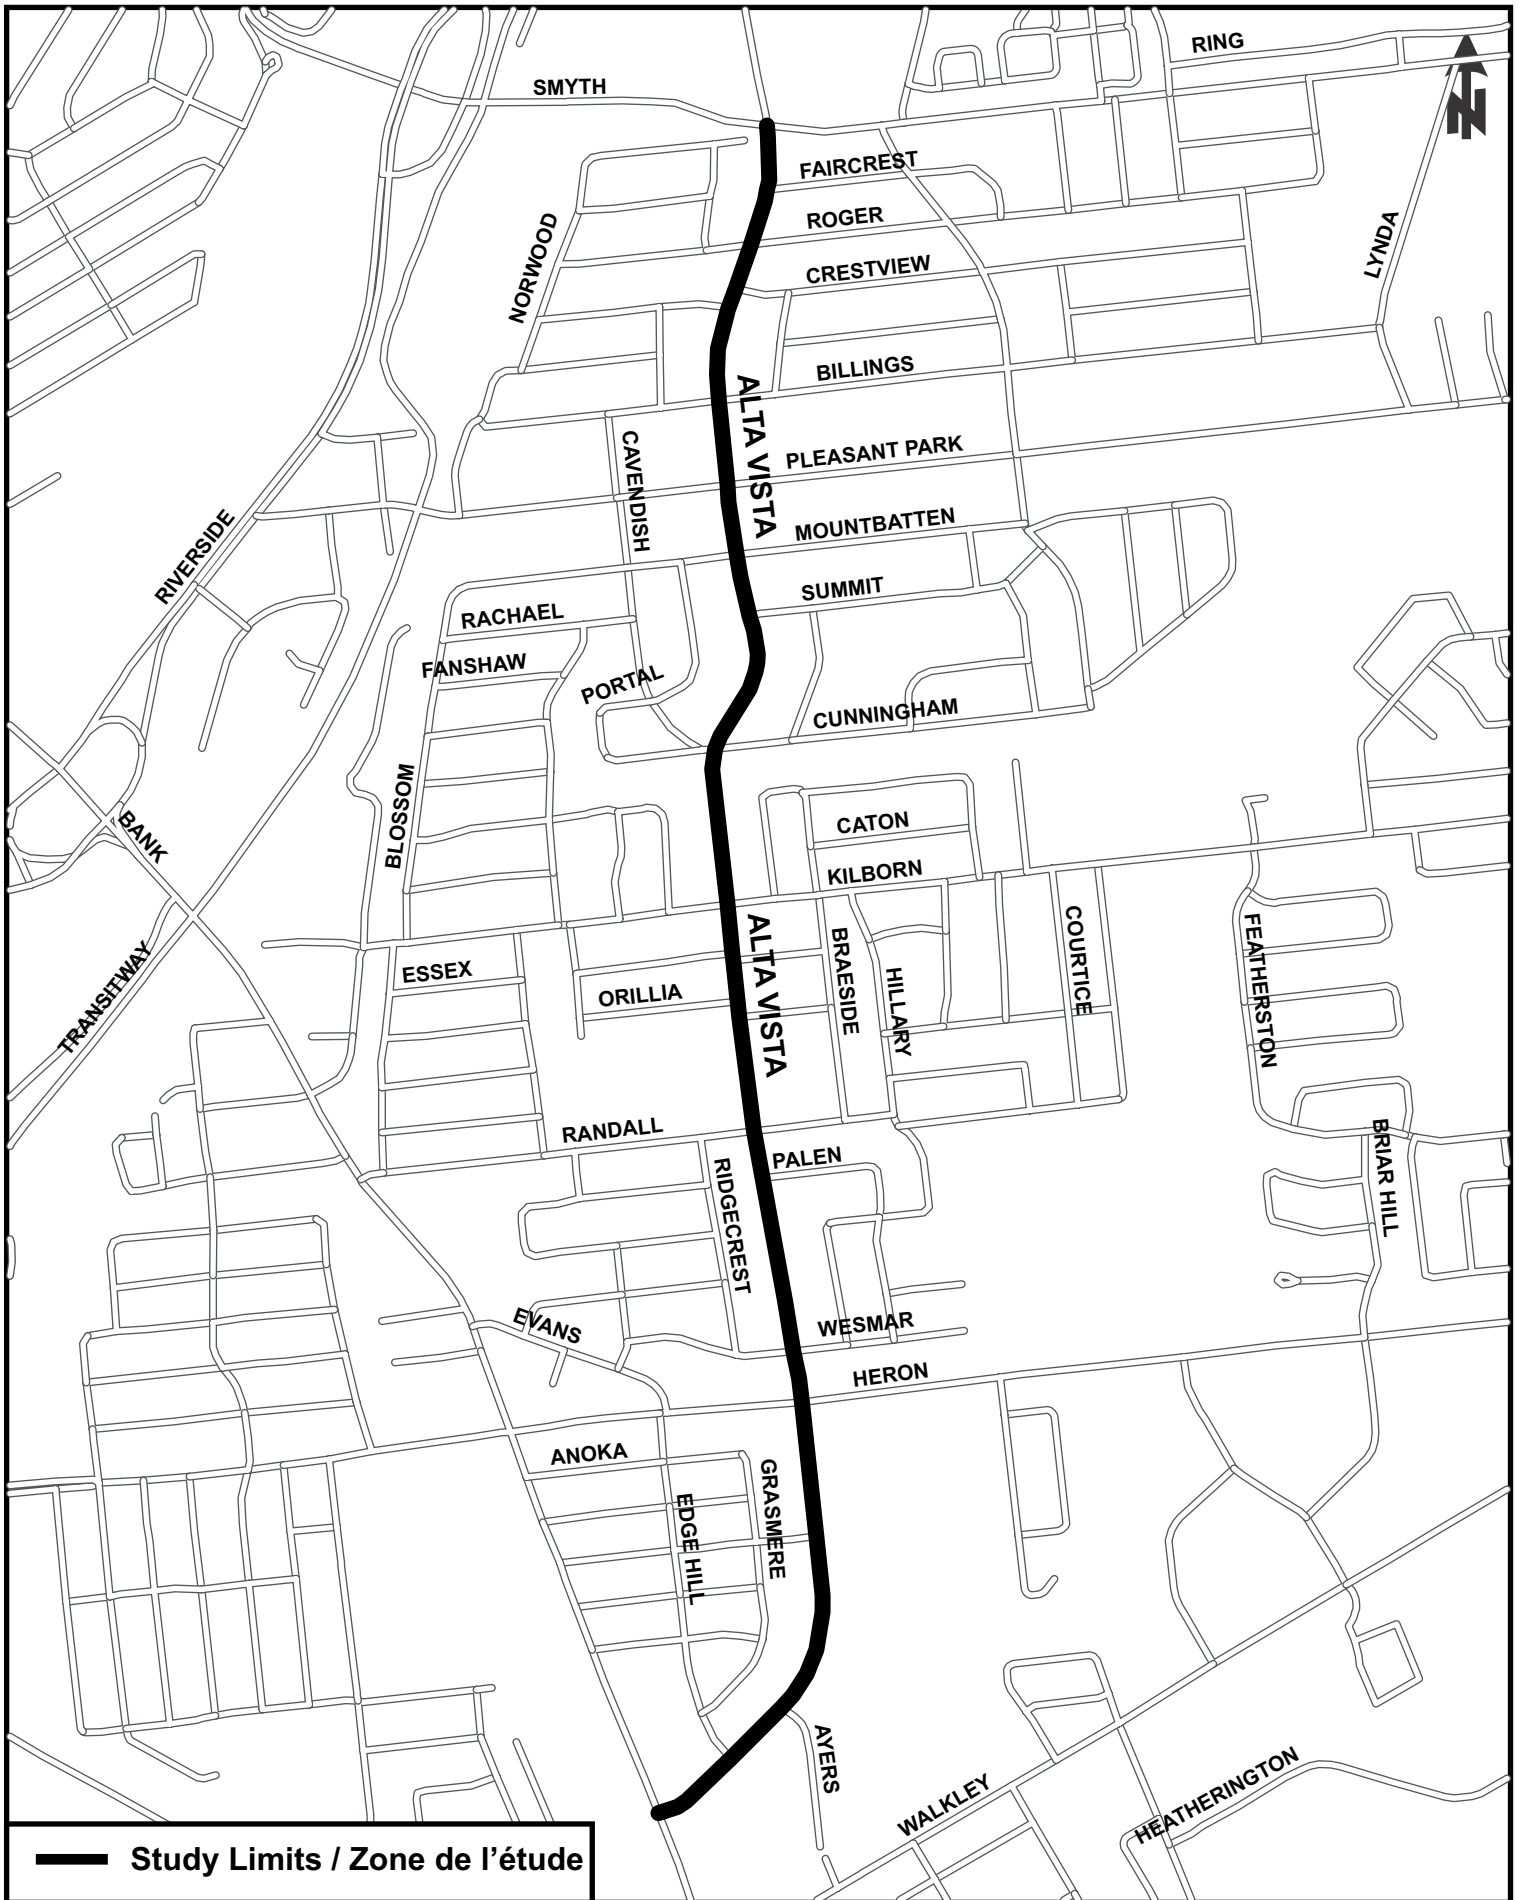 RING
SMYTH
FAIRCREST
ROGER
NORWOOD
LYNDA
CRESTVIEW
BILLINGS
ALTA VISTA
CAVENDISH
PLEASANT PARK
RIVERSIDE
MOUNTBATTEN
SUMMIT
RACHAEL
FANSHAW
PORTAL
CUNNINGHAM
BLOSSOM
BANK
CATON
KILBORN
ALTA VISTA
COURTICE
FEATHERSTON
BRAESIDE
HILLARY
TRANSITWAY
ESSEX
ORILLIA
RANDALL
PALEN
RIDGECREST
BRIAR HILL
EVANS
WESMAR
HERON
ANOKA
GRASMERE
EDGE HILL
AYERS
WALKLEY
HEATHERINGTON
N
Study Limits / Zone de l’étude